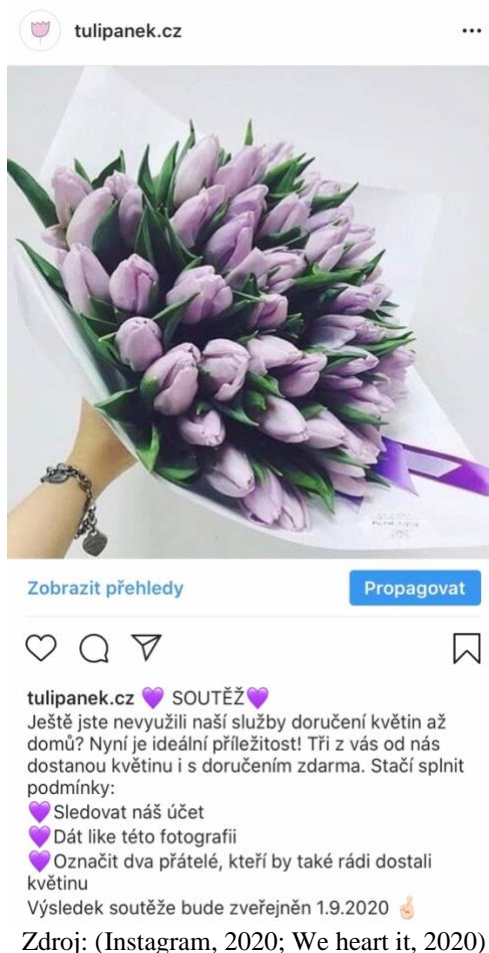 tulipanek.cz
Zobrazit přehledy
Propagovat
tulipanek.cz 💜 SOUTĚŽ💜
Ještě jste nevyužili naší služby doručení květin až
domů? Nyní je ideální příležitost! Tři z vás od nás
dostanou květinu i s doručením zdarma. Stačí splnit
podmínky:
💜Sledovat náš účet
💜Dát like této fotografii
💜Označit dva přátelé, kteří by také rádi dostali
květinu
Výsledek soutěže bude zveřejněn 1.9.2020 ☝🏻
Zdroj: (Instagram, 2020; We heart it, 2020)